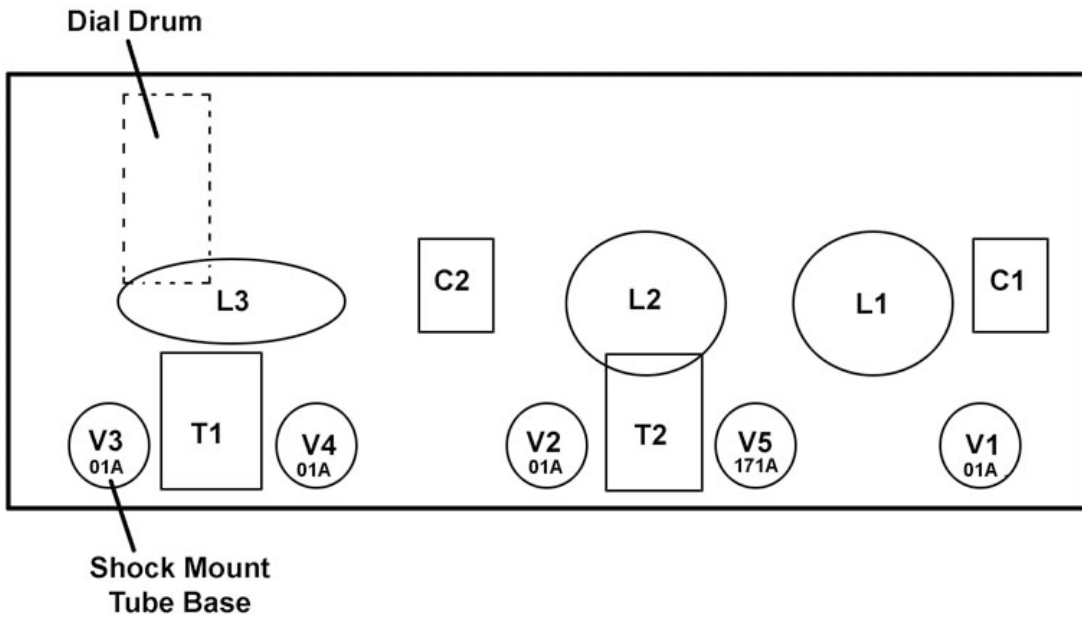 Dial Drum
C2
L2
L1
C1
L3
T1
T2
V3
01A
V4
01A
V2
01A
V5
171A
V1
01A
Shock Mount
Tube Base